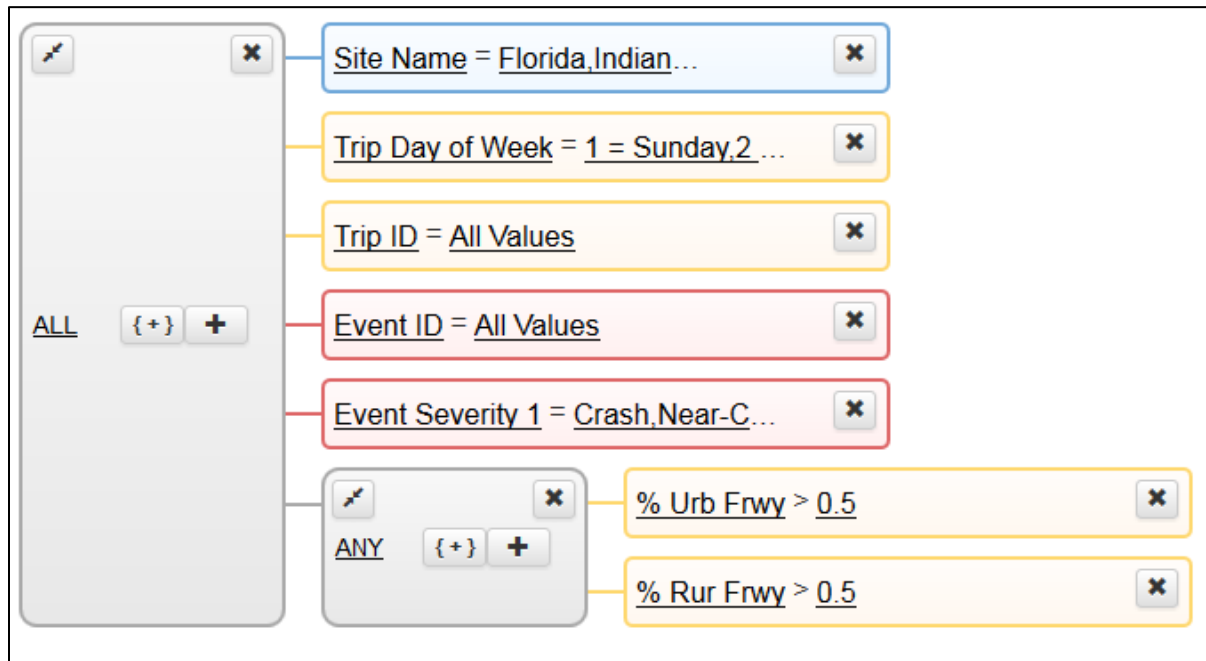 Site Name = Florida,Indian...
Trip Day of Week = 1 = Sunday,2 ...
Trip ID = All Values
ALL {+} +
Event ID = All Values
Event Severity 1 = Crash,Near-C...
% Urb Frwy > 0.5
ANY {+} +
% Rur Frwy > 0.5